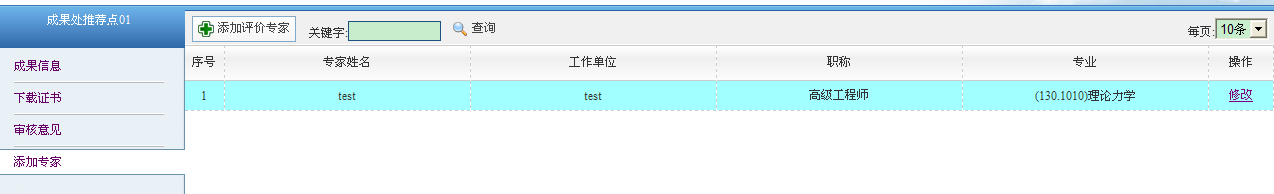 成果处推荐点01
成果信息
下载证书
审核意见
添加专家
添加评价专家 关键字: 查询 每页: 10条
序号 专家姓名 工作单位 职称 专业 操作
1 test test 高级工程师 (130.1010)理论力学 修改